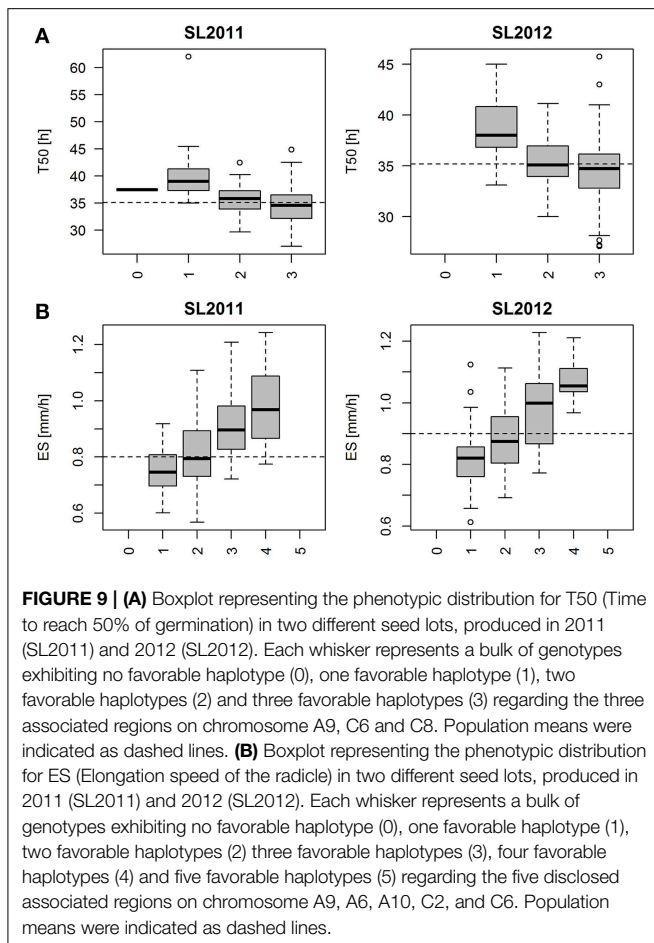 A
SL2011
SL2012
T50 [h]
60
55
50
45
40
35
30
0 1 2 3
T50 [h]
45
40
35
30
0 1 2 3
B
SL2011
SL2012
ES [mm/h]
1.2
1.0
0.8
0.6
0 1 2 3 4 5
ES [mm/h]
1.2
1.0
0.8
0.6
0 1 2 3 4 5
FIGURE 9 | (A) Boxplot representing the phenotypic distribution for T50 (Time
to reach 50% of germination) in two different seed lots, produced in 2011
(SL2011) and 2012 (SL2012). Each whisker represents a bulk of genotypes
exhibiting no favorable haplotype (0), one favorable haplotype (1), two
favorable haplotypes (2) and three favorable haplotypes (3) regarding the three
associated regions on chromosome A9, C6 and C8. Population means were
indicated as dashed lines. (B) Boxplot representing the phenotypic distribution
for ES (Elongation speed of the radicle) in two different seed lots, produced in
2011 (SL2011) and 2012 (SL2012). Each whisker represents a bulk of
genotypes exhibiting no favorable haplotype (0), one favorable haplotype (1),
two favorable haplotypes (2) three favorable haplotypes (3), four favorable
haplotypes (4) and five favorable haplotypes (5) regarding the five disclosed
associated regions on chromosome A9, A6, A10, C2, and C6. Population
means were indicated as dashed lines.